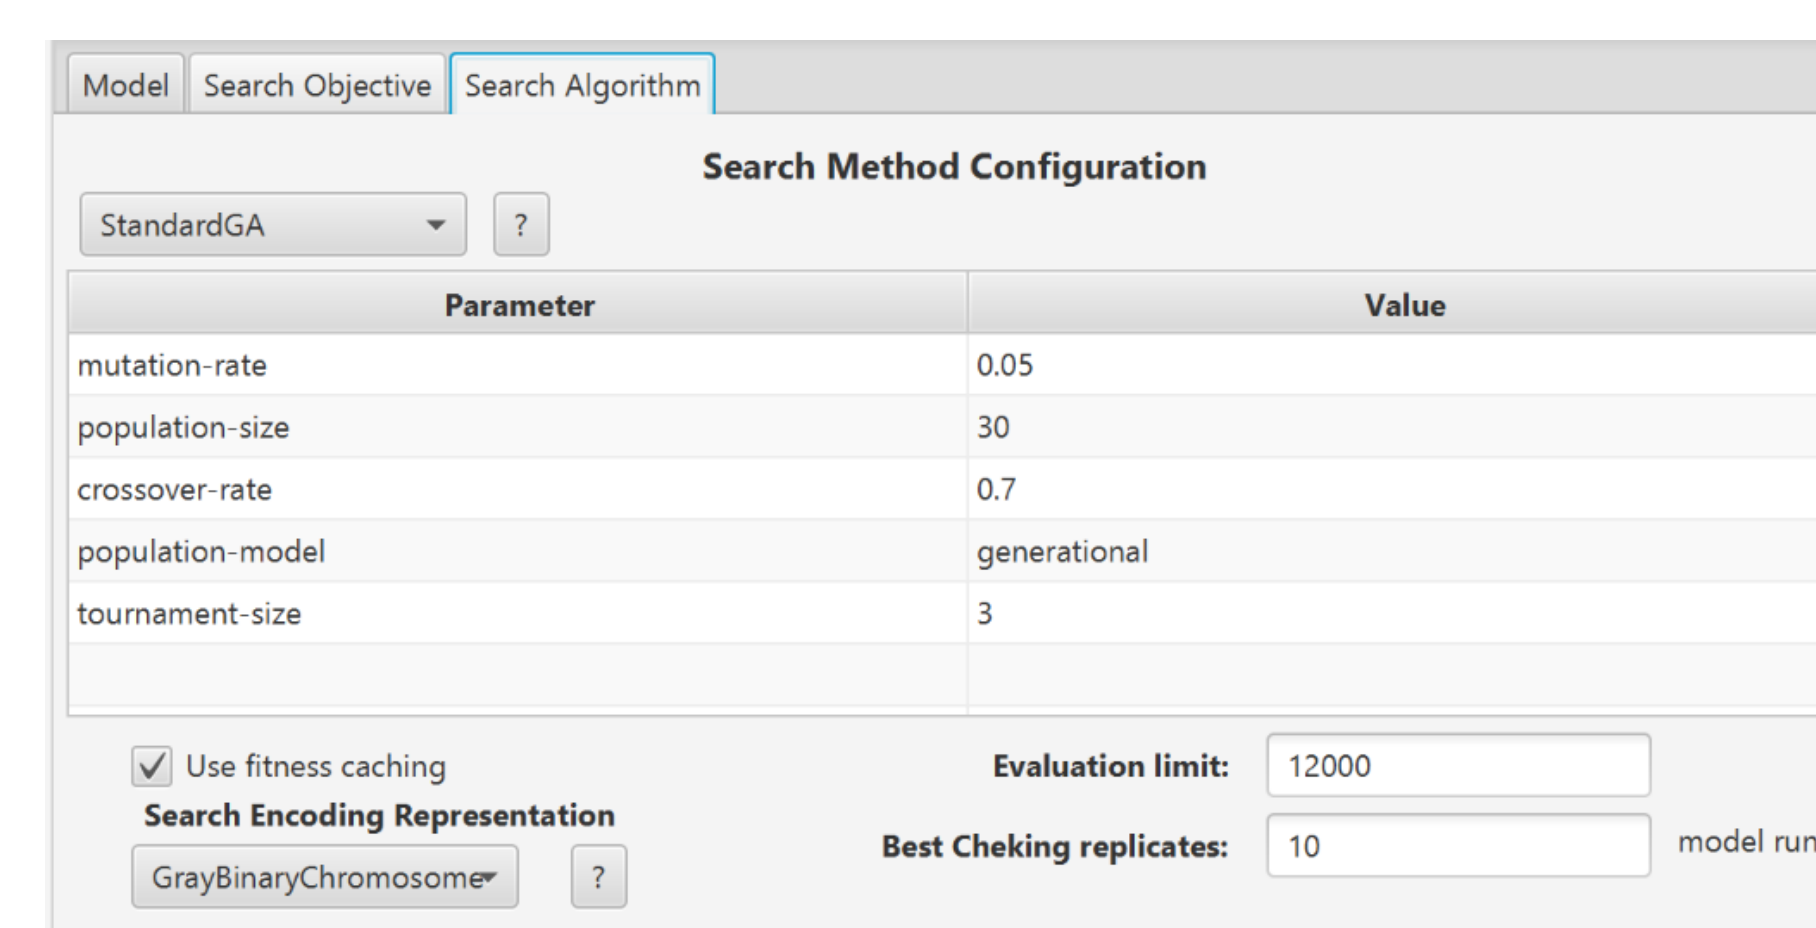 Model Search Objective Search Algorithm
Search Method Configuration
StandardGA ?
Parameter Value
mutation-rate 0.05
population-size 30
crossover-rate 0.7
population-model generational
tournament-size 3
Use fitness caching Evaluation limit: 12000
Search Encoding Representation
Best Cheking replicates: 10 model run
GrayBinaryChromosome ?